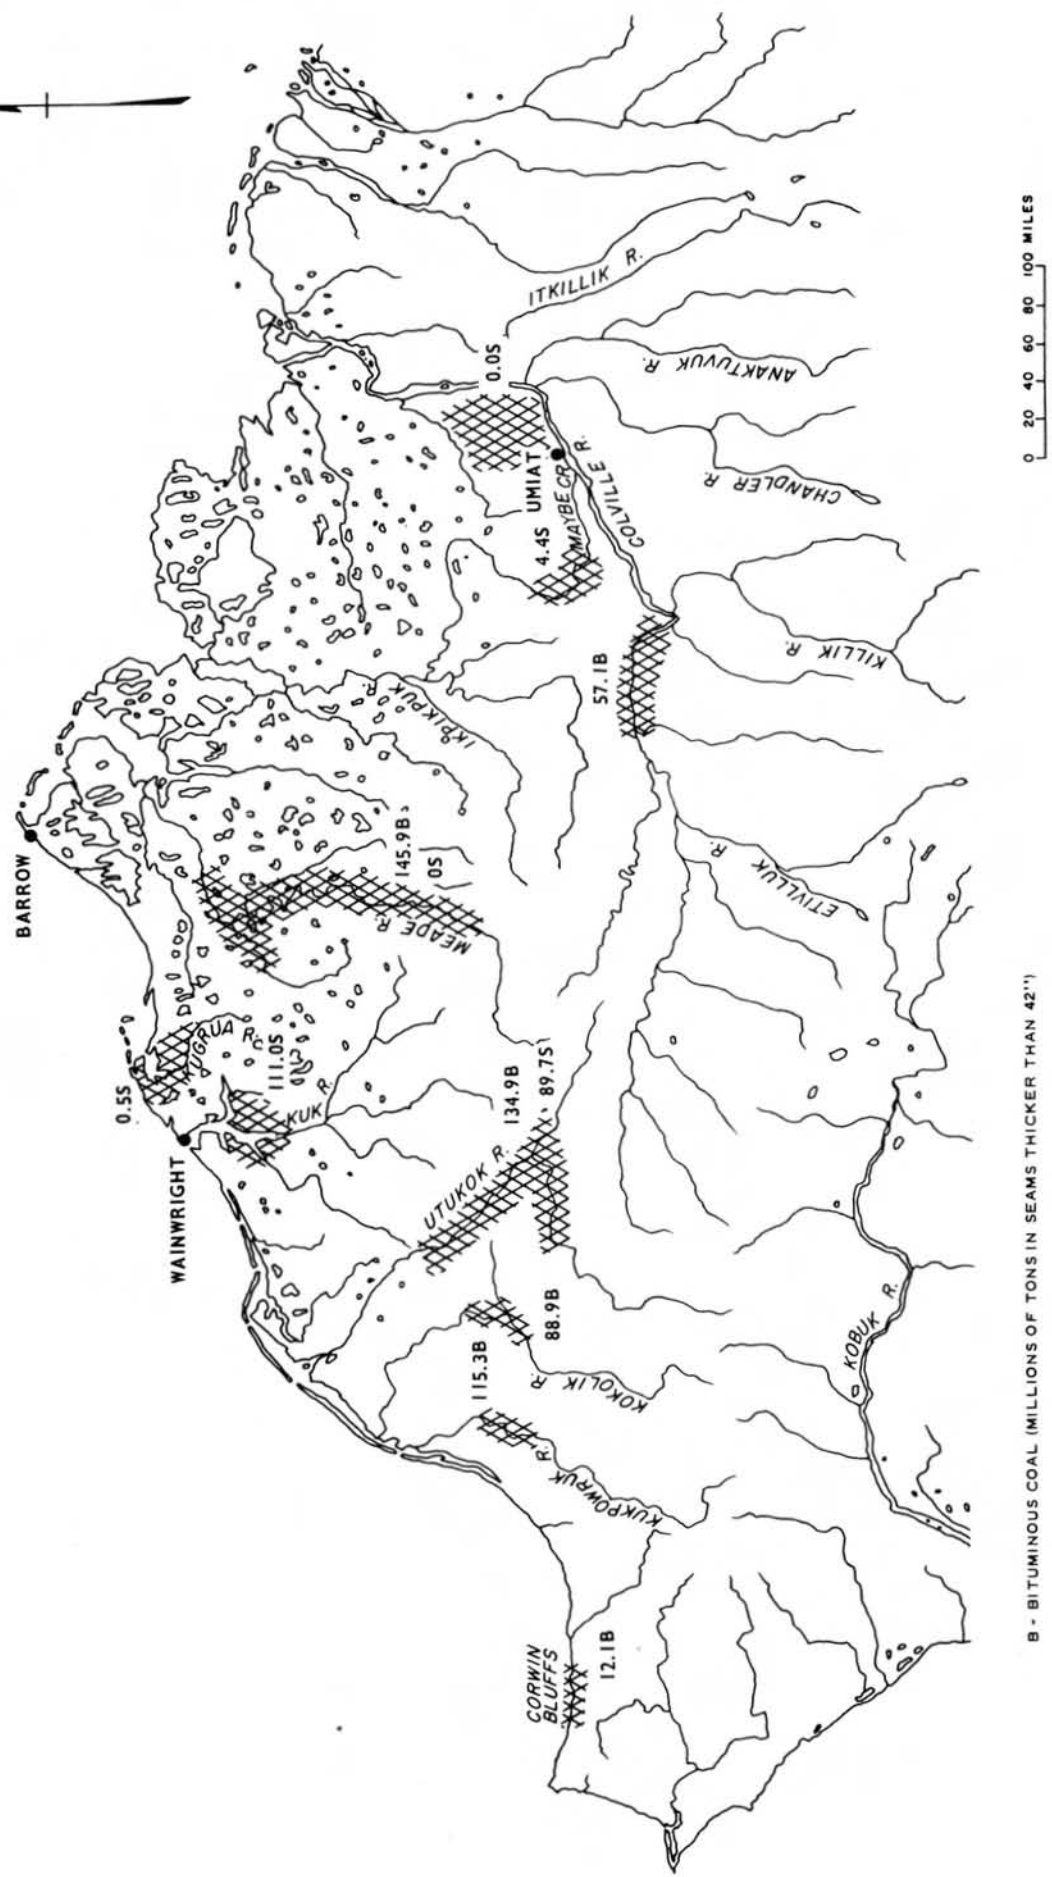 BARROW
WAINWRIGHT
0.5S
UGRUA R.
111.0S
KUK R.
MEADE R.
145.9B
0S
IKPIKPUK R.
UMIAT
0.0S
4.4S
MAYBE CR.
COLVILLE R.
ITKILLIK R.
ANAKTUVUK R.
CHANDLER R.
KILLIK R.
57.1B
ETIVLUK R.
134.9B
89.7S
UTUKOK R.
88.9B
KOKOLIK R.
115.3B
KUKPOWRUK R.
CORWIN
BLUFFS
12.1B
KOBUK R.
0 20 40 60 80 100 MILES
B - BITUMINOUS COAL (MILLIONS OF TONS IN SEAMS THICKER THAN 42")